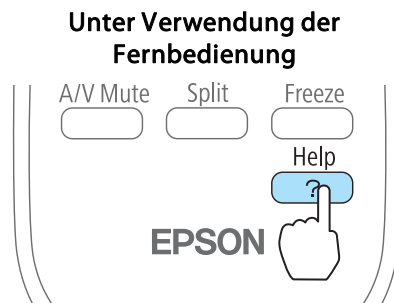 Unter Verwendung der
Fernbedienung
A/V Mute Split Freeze
Help
?
EPSON